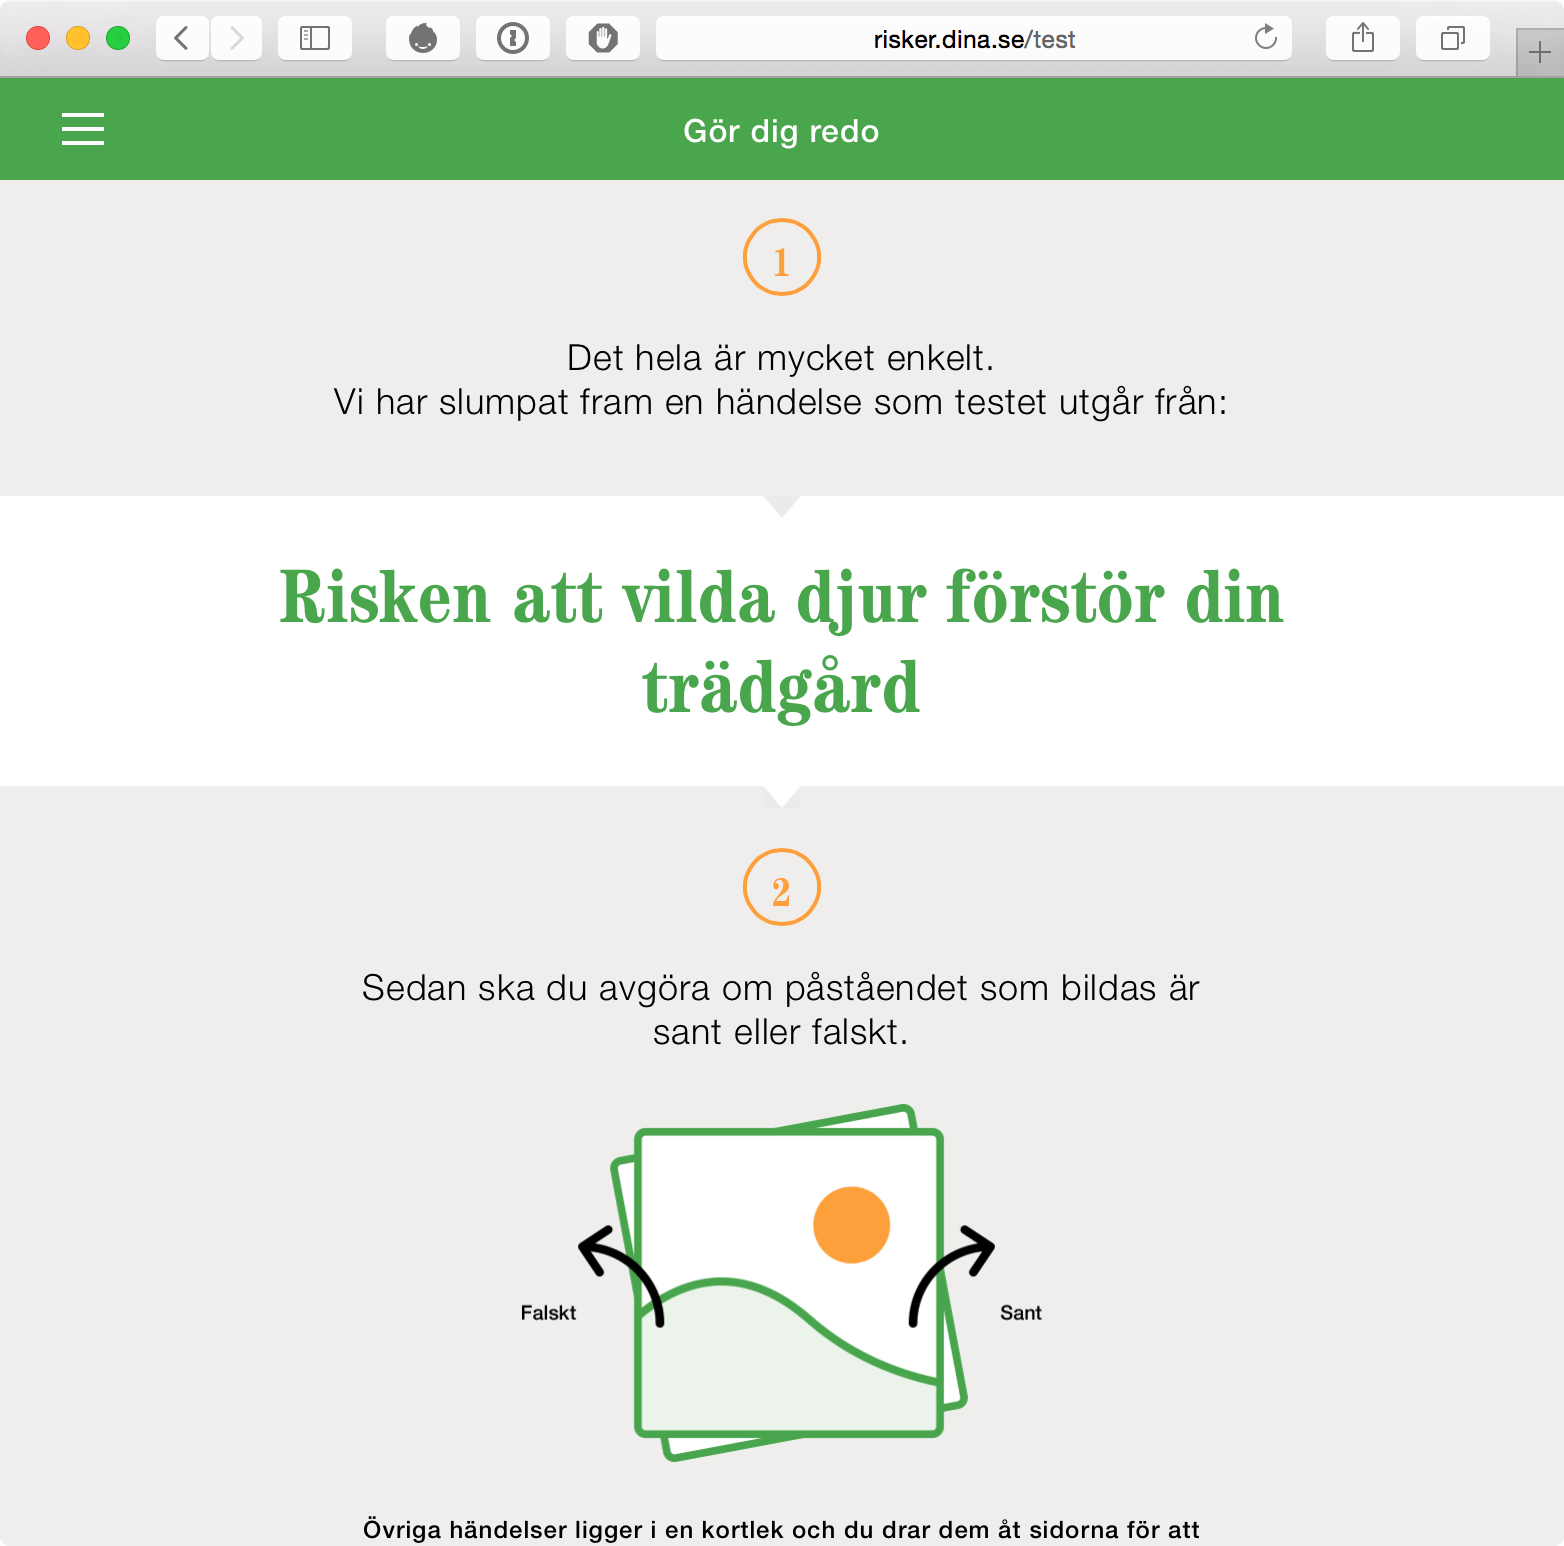 risker.dina.se/test
Gör dig redo
1
Det hela är mycket enkelt.
Vi har slumpat fram en händelse som testet utgår från:
Risken att vilda djur förstör din
trädgård
2
Sedan ska du avgöra om påståendet som bildas är
sant eller falskt.
Falskt
Sant
Övriga händelser ligger i en kortlek och du drar dem åt sidorna för att